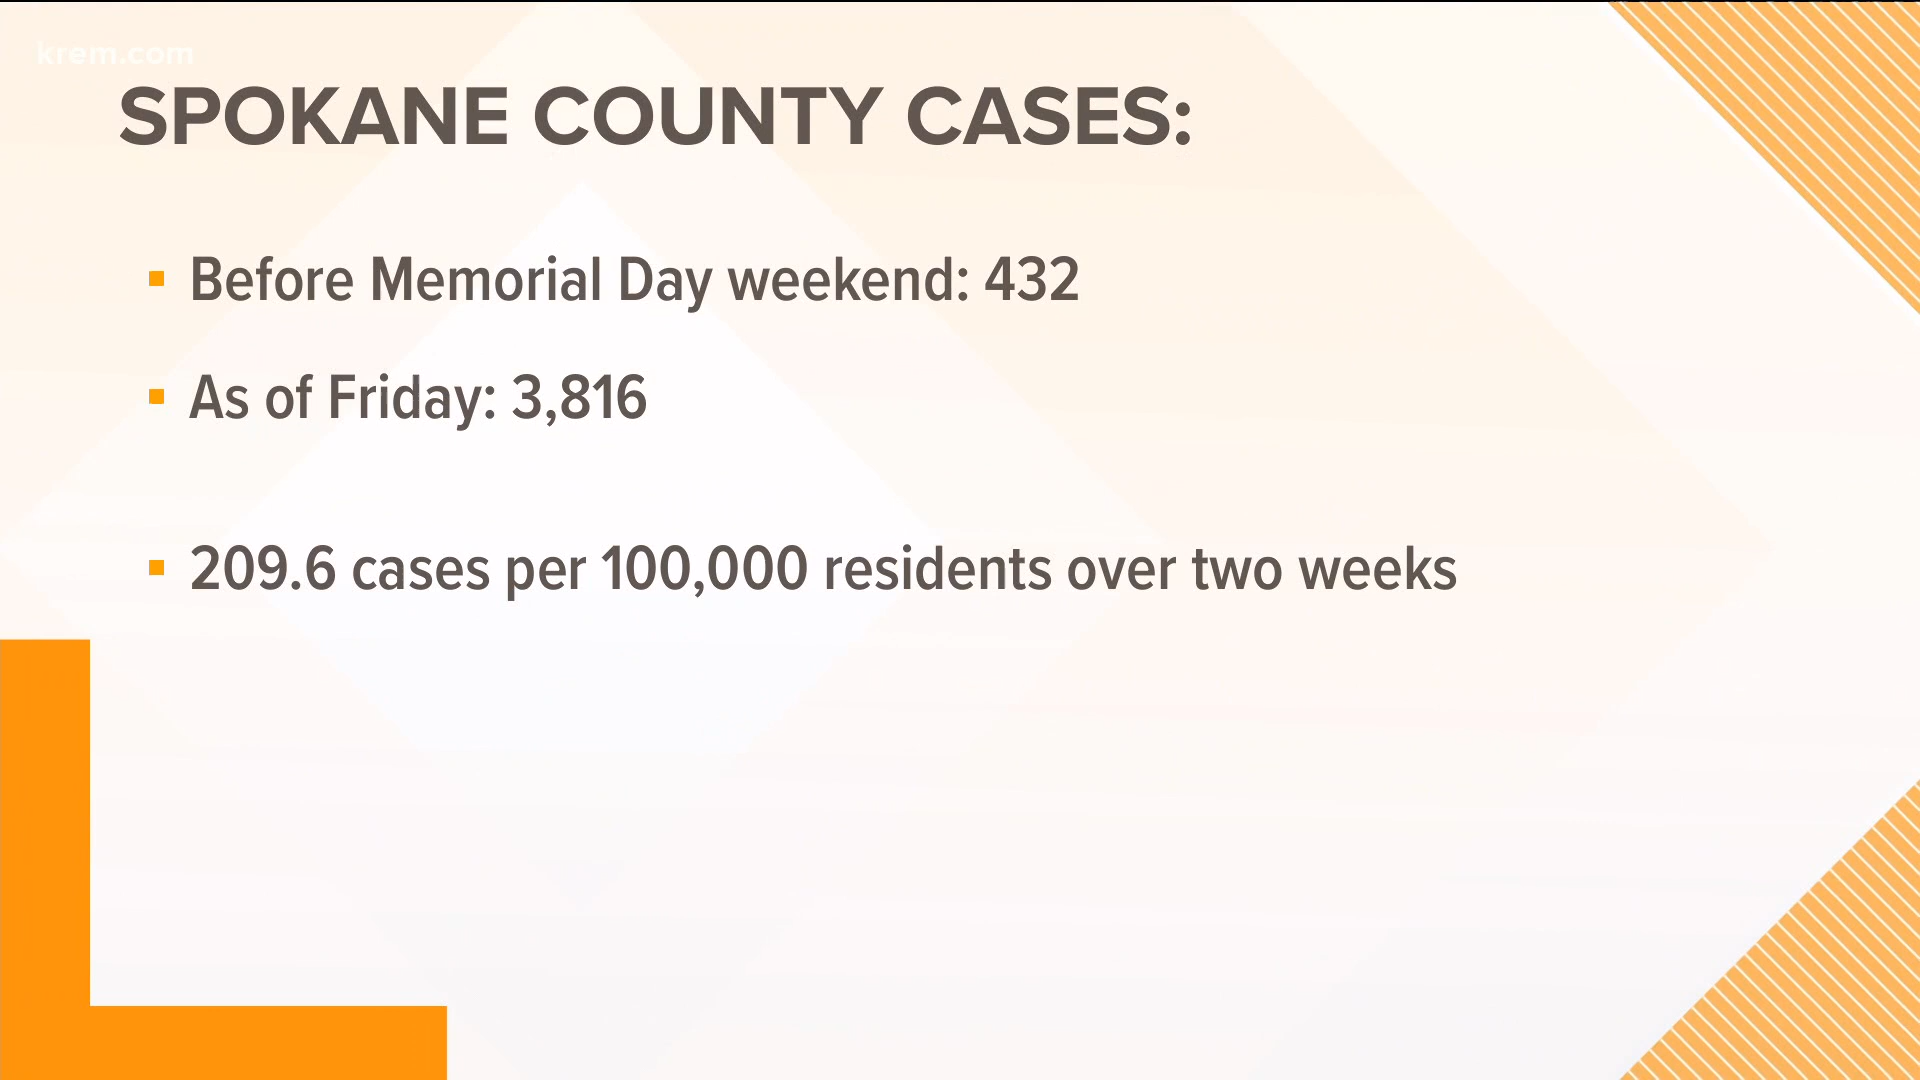 krem.com
SPOKANE COUNTY CASES:
Before Memorial Day weekend: 432
As of Friday: 3,816
209.6 cases per 100,000 residents over two weeks